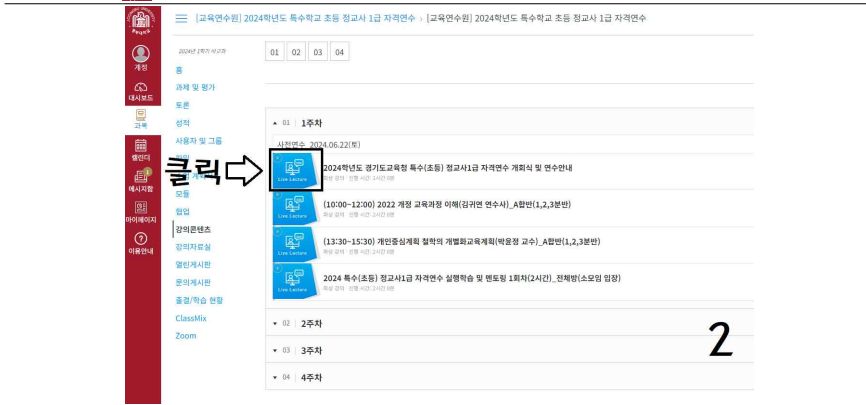 [교육연수원] 2024학년도 특수학교 초등 정교사 1급 자격연수 > [교육연수원] 2024학년도 특수학교 초등 정교사 1급 자격연수
계정
대시보드
과목
캘린더
1
메시지함
마이페이지
이용안내
홈
과제 및 평가
토론
성적
사용자 및 그룹
모듈
협업
강의콘텐츠
강의자료실
열린게시판
문의게시판
출결/학습 현황
ClassMix
Zoom
01 02 03 04
01 1주차
사전연수 2024.06.22(토)
클릭
Live Lecture
2024학년도 경기도교육청 특수(초등) 정교사1급 자격연수 개회식 및 연수안내
Live Lecture
(10:00~12:00) 2022 개정 교육과정 이해(김귀연 연수사)_A합반(1,2,3분반)
Live Lecture
(13:30~15:30) 개인중심계획 철학의 개별화교육계획(박윤정 교수)_A합반(1,2,3분반)
Live Lecture
2024 특수(초등) 정교사1급 자격연수 실행학습 및 멘토링 1회차(2시간)_전체방(소모임 입장)
02 2주차
2
03 3주차
04 4주차